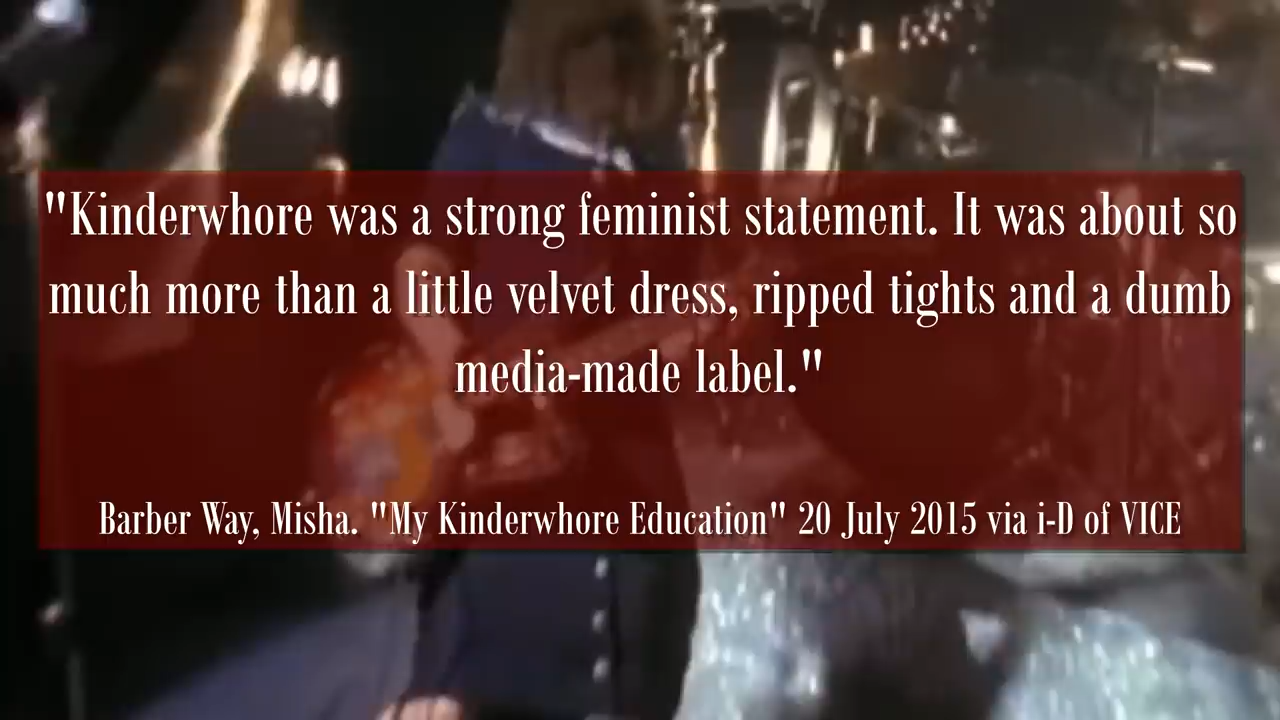 "Kinderwhore was a strong feminist statement. It was about so
much more than a little velvet dress, ripped tights and a dumb
media-made label."
Barber Way, Misha. "My Kinderwhore Education" 20 July 2015 via i-D of VICE